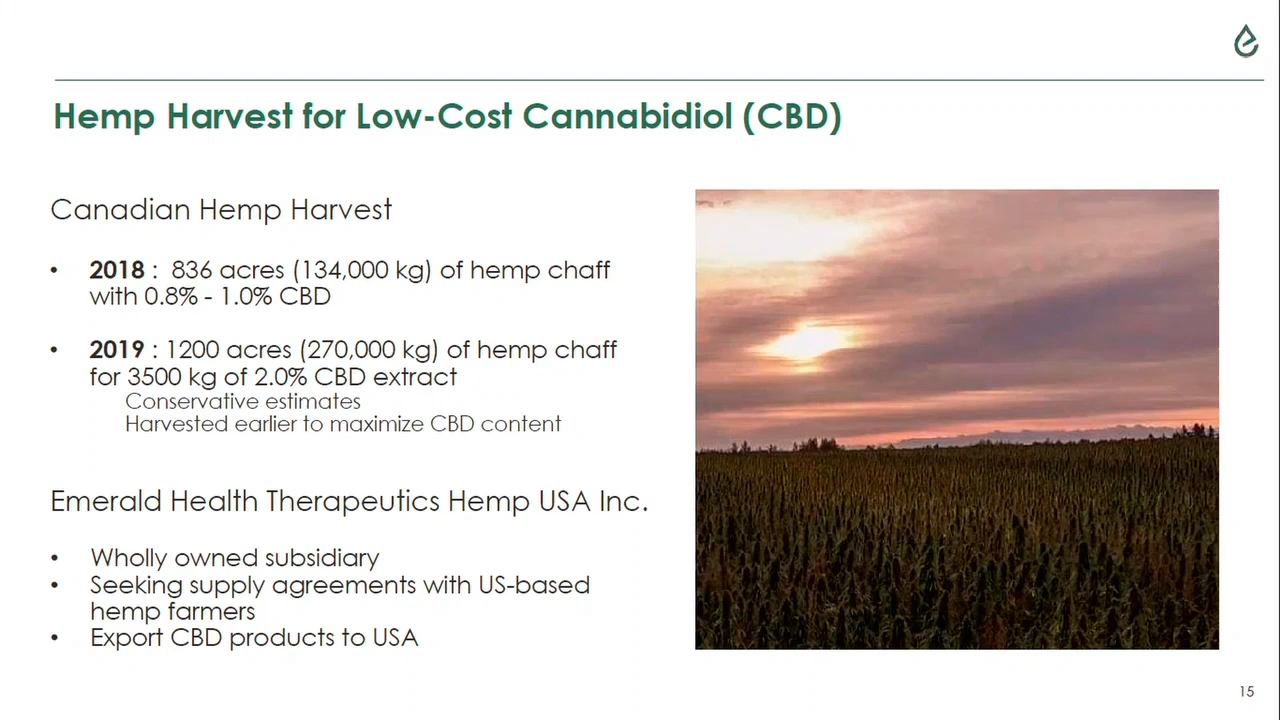 Hemp Harvest for Low-Cost Cannabidiol (CBD)
Canadian Hemp Harvest
• 2018 : 836 acres (134,000 kg) of hemp chaff
with 0.8% - 1.0% CBD
• 2019 : 1200 acres (270,000 kg) of hemp chaff
for 3500 kg of 2.0% CBD extract
Conservative estimates
Harvested earlier to maximize CBD content
Emerald Health Therapeutics Hemp USA Inc.
• Wholly owned subsidiary
• Seeking supply agreements with US-based
hemp farmers
• Export CBD products to USA
15